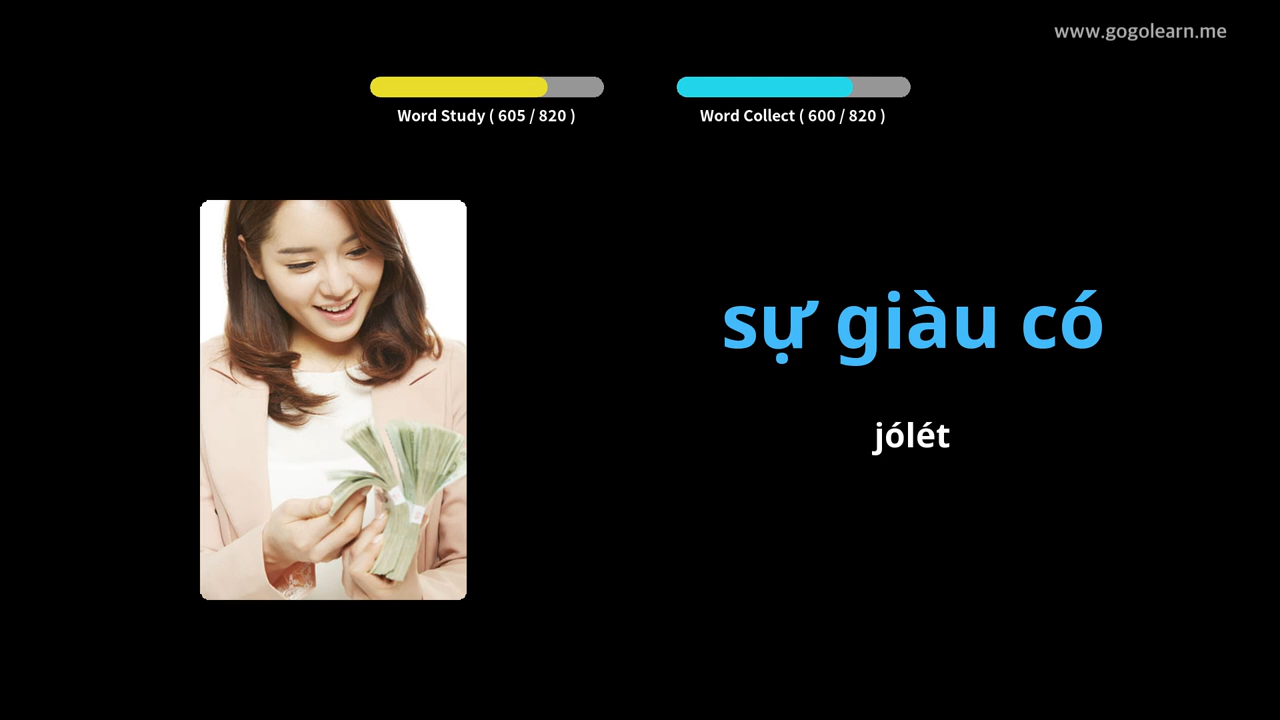 www.gogolearn.me
Word Study ( 605 / 820 )
Word Collect ( 600 / 820 )
sự giàu có
jólét